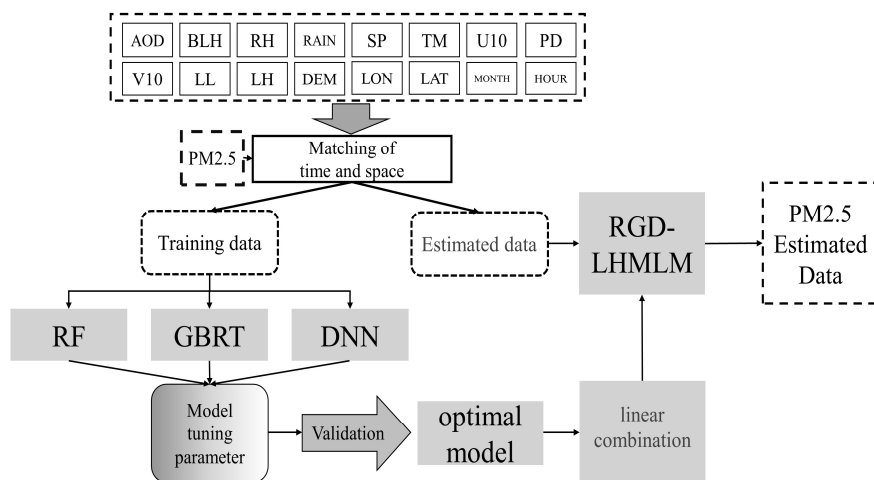 AOD BLH RH RAIN SP TM U10 PD
V10 LL LH DEM LON LAT MONTH HOUR
PM2.5
Matching of
time and space
Training data
Estimated data
RGD-
LHMLM
PM2.5
Estimated
Data
RF
GBRT
DNN
Model
tuning
parameter
Validation
optimal
model
linear
combination